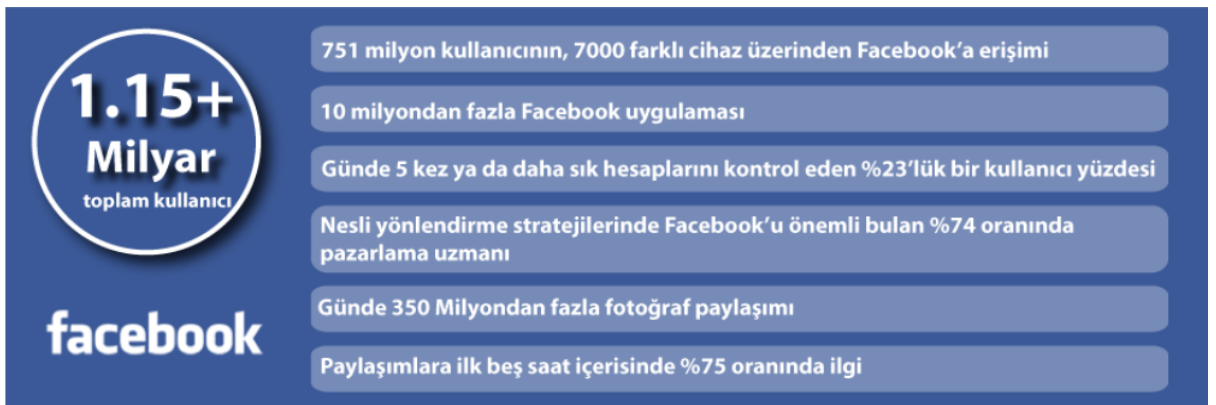 1.15+
Milyar
toplam kullanıcı
facebook
751 milyon kullanıcının, 7000 farklı cihaz üzerinden Facebook’a erişimi
10 milyondan fazla Facebook uygulaması
Günde 5 kez ya da daha sık hesaplarını kontrol eden %23’lük bir kullanıcı yüzdesi
Nesli yönlendirme stratejilerinde Facebook’u önemli bulan %74 oranında
pazarlama uzmanı
Günde 350 Milyondan fazla fotoğraf paylaşımı
Paylaşımlara ilk beş saat içerisinde %75 oranında ilgi